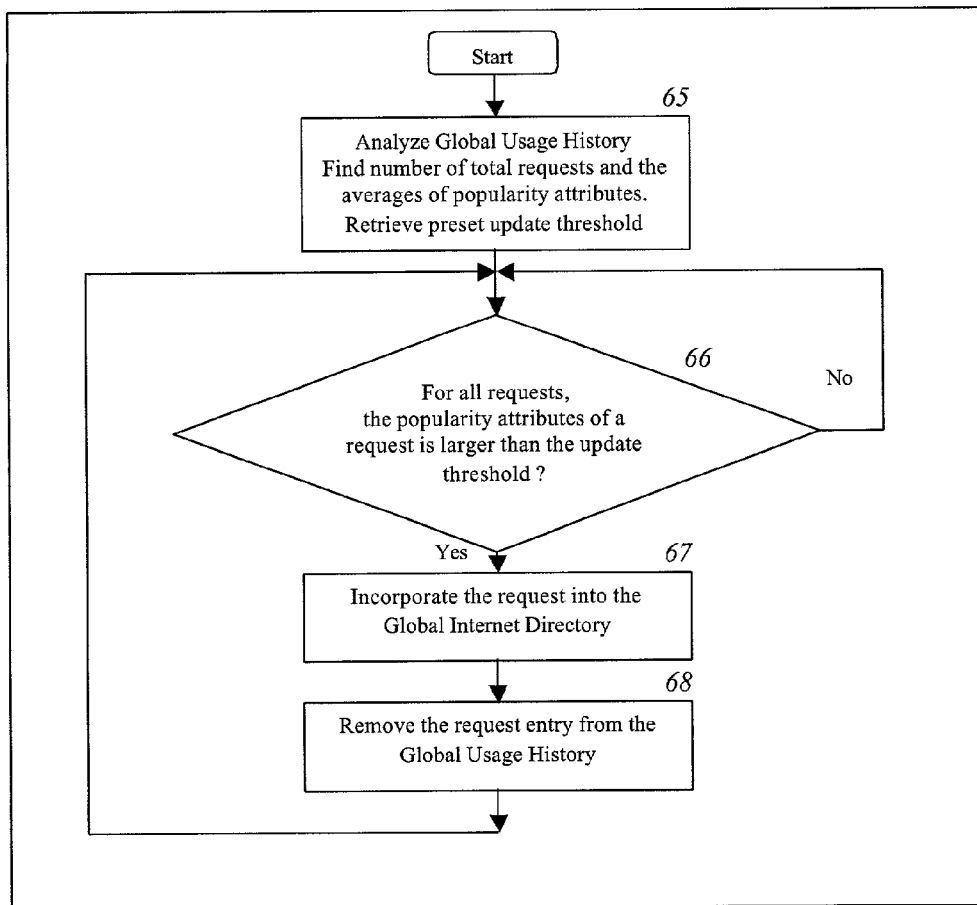 Start
65
Analyze Global Usage History
Find number of total requests and the
averages of popularity attributes.
Retrieve preset update threshold
66
No
For all requests,
the popularity attributes of a
request is larger than the update
threshold ?
Yes
67
Incorporate the request into the
Global Internet Directory
68
Remove the request entry from the
Global Usage History